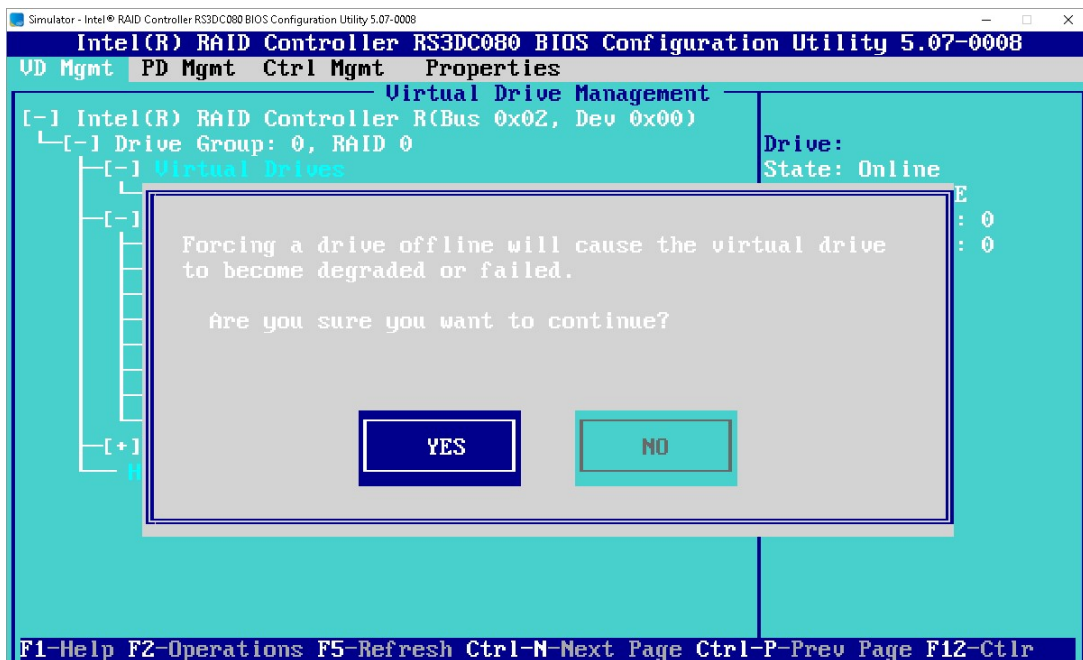 Simulator - Intel® RAID Controller RS3DC080 BIOS Configuration Utility 5.07-0008
Intel(R) RAID Controller RS3DC080 BIOS Configuration Utility 5.07-0008
VD Mgmt PD Mgmt Ctrl Mgmt Properties
Virtual Drive Management
[-] Intel(R) RAID Controller R(Bus 0x02, Dev 0x00)
[-] Drive Group: 0, RAID 0
Drive:
[-] Virtual Drives
State: Online
E
[-]
: 0
Forcing a drive offline will cause the virtual drive
: 0
to become degraded or failed.
Are you sure you want to continue?
YES NO
[+]
H
F1-Help F2-Operations F5-Refresh Ctrl-N-Next Page Ctrl-P-Prev Page F12-Ctlr